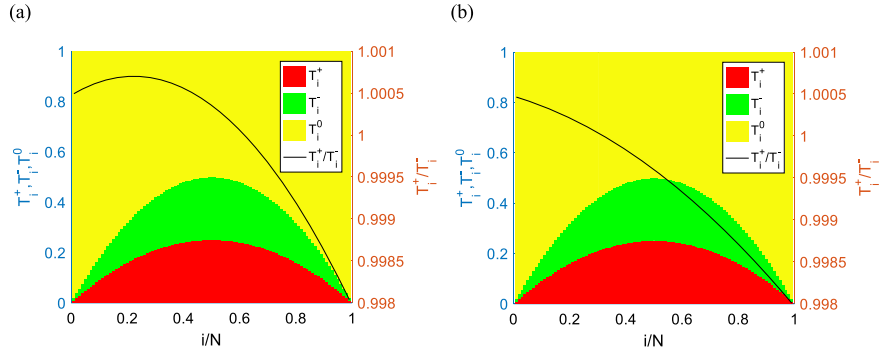 (a)
1
0.8
0.6
0.4
0.2
0
T_i^+,T_i^-,T_i^0
0
0.2
0.4
0.6
0.8
1
i/N
1.001
1.0005
1
0.9995
0.999
0.9985
0.998
T_i^+/T_i^-
T_i^+
T_i^-
T_i^0
T_i^+/T_i^-
(b)
1
0.8
0.6
0.4
0.2
0
T_i^+,T_i^-,T_i^0
0
0.2
0.4
0.6
0.8
1
i/N
1.001
1.0005
1
0.9995
0.999
0.9985
0.998
T_i^+/T_i^-
T_i^+
T_i^-
T_i^0
T_i^+/T_i^-